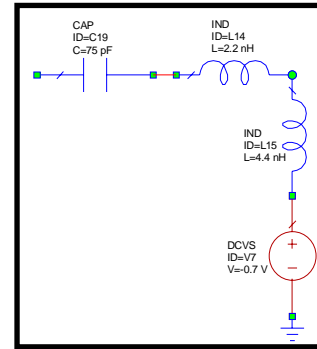 CAP
ID=C19
C=75 pF
IND
ID=L14
L=2.2 nH
IND
ID=L15
L=4.4 nH
DCVS
ID=V7
V=-0.7 V
+
−